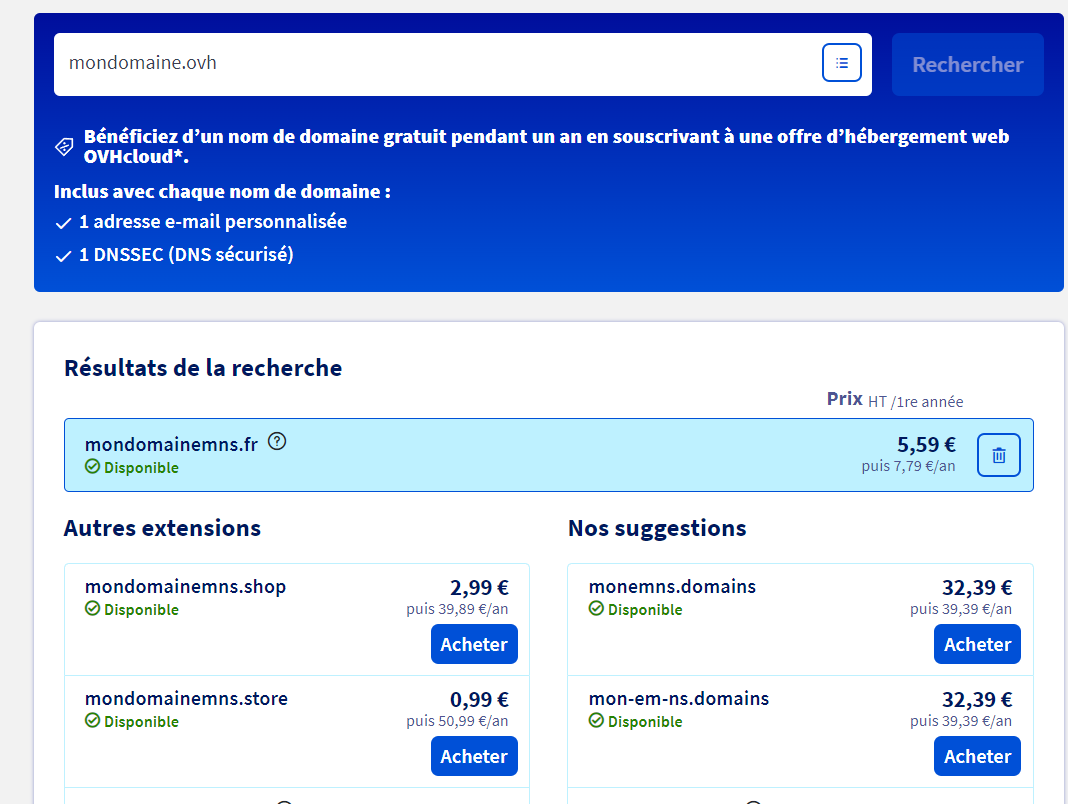 mondomaine.ovh
Rechercher
Bénéficiez d’un nom de domaine gratuit pendant un an en souscrivant à une offre d’hébergement web
OVHcloud*.
Inclus avec chaque nom de domaine :
1 adresse e-mail personnalisée
1 DNSSEC (DNS sécurisé)
Résultats de la recherche
Prix HT /1re année
mondomainemns.fr ?
5,59 €
Disponible
puis 7,79 €/an
Autres extensions
mondomainemns.shop
2,99 €
Disponible
puis 39,89 €/an
Acheter
mondomainemns.store
0,99 €
Disponible
puis 50,99 €/an
Acheter
Nos suggestions
monemns.domains
32,39 €
Disponible
puis 39,39 €/an
Acheter
mon-em-ns.domains
32,39 €
Disponible
puis 39,39 €/an
Acheter